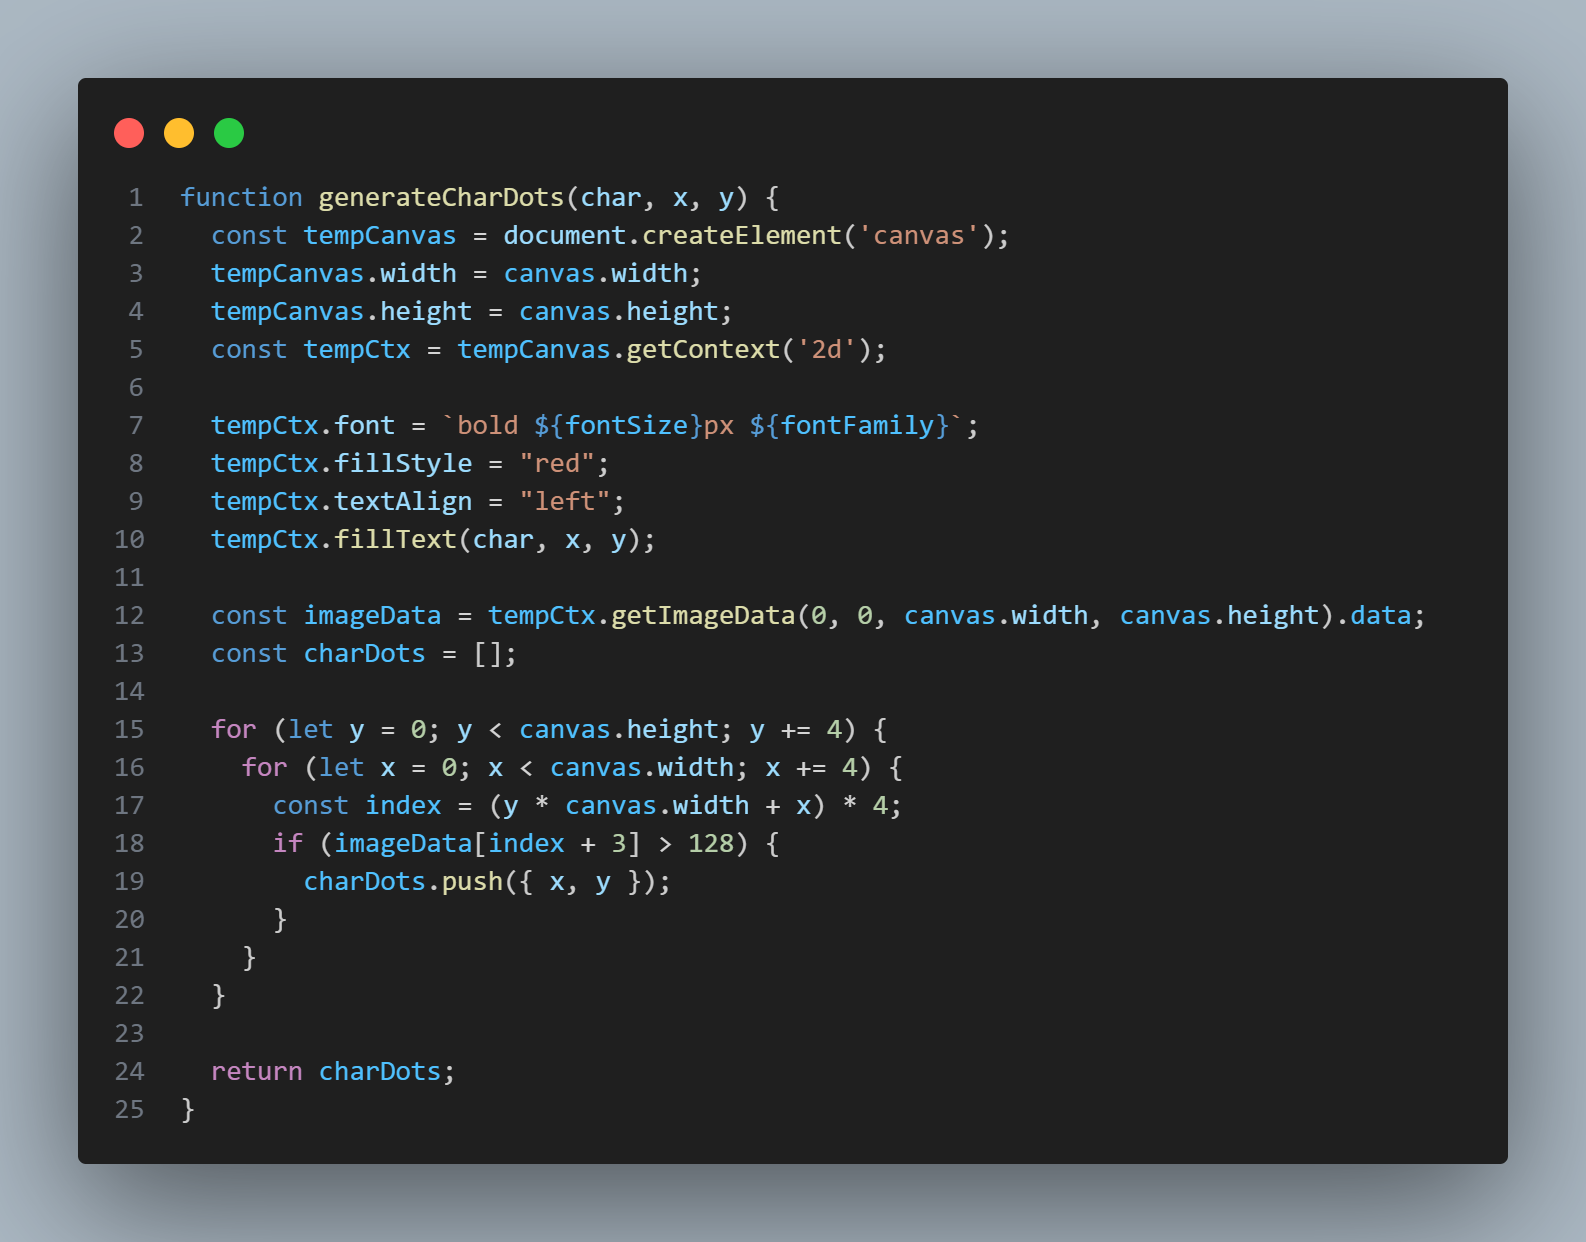 1 function generateCharDots(char, x, y) {
2   const tempCanvas = document.createElement('canvas');
3   tempCanvas.width = canvas.width;
4   tempCanvas.height = canvas.height;
5   const tempCtx = tempCanvas.getContext('2d');
6
7   tempCtx.font = `bold ${fontSize}px ${fontFamily}`;
8   tempCtx.fillStyle = "red";
9   tempCtx.textAlign = "left";
10   tempCtx.fillText(char, x, y);
11
12   const imageData = tempCtx.getImageData(0, 0, canvas.width, canvas.height).data;
13   const charDots = [];
14
15   for (let y = 0; y < canvas.height; y += 4) {
16     for (let x = 0; x < canvas.width; x += 4) {
17       const index = (y * canvas.width + x) * 4;
18       if (imageData[index + 3] > 128) {
19         charDots.push({ x, y });
20       }
21     }
22   }
23
24   return charDots;
25 }